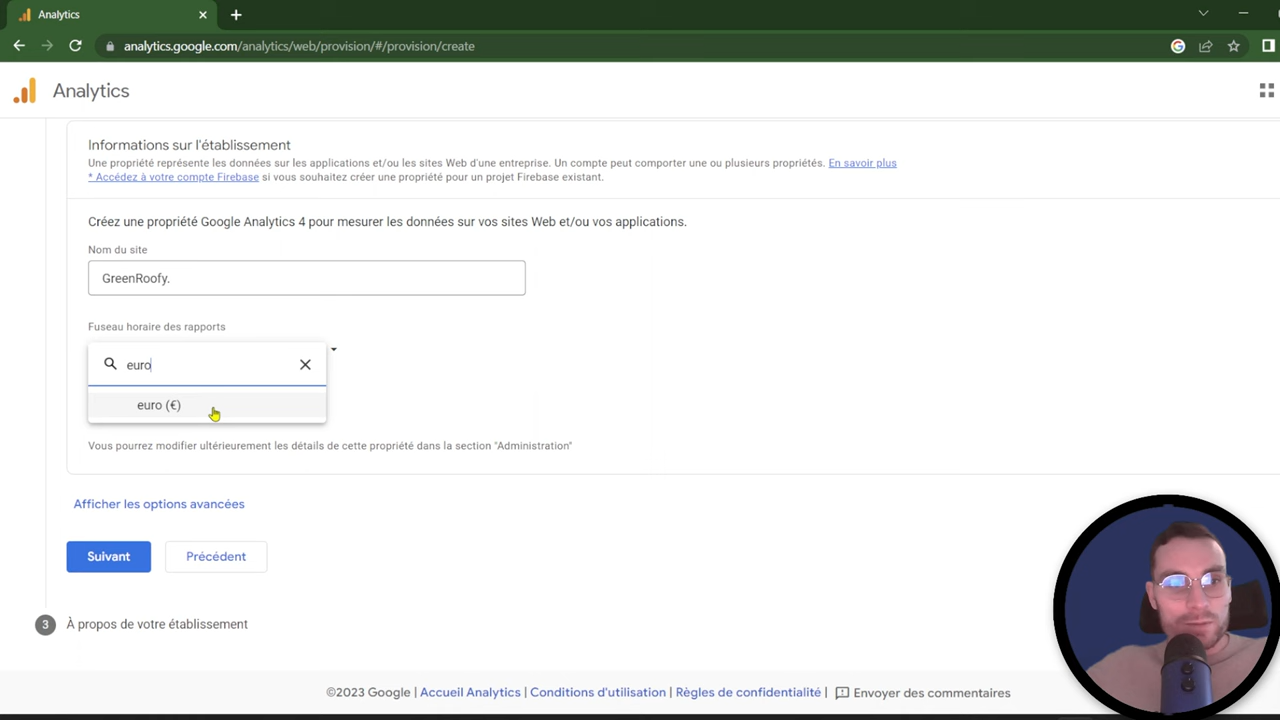 Analytics
analytics.google.com/analytics/web/provision/#/provision/create
Analytics
Informations sur l'établissement
Une propriété représente les données sur les applications et/ou les sites Web d'une entreprise. Un compte peut comporter une ou plusieurs propriétés. En savoir plus
* Accédez à votre compte Firebase si vous souhaitez créer une propriété pour un projet Firebase existant.
Créez une propriété Google Analytics 4 pour mesurer les données sur vos sites Web et/ou vos applications.
Nom du site
GreenRoofy.
Fuseau horaire des rapports
euro
euro (€)
Vous pourrez modifier ultérieurement les détails de cette propriété dans la section "Administration"
Afficher les options avancées
Suivant Précédent
3 À propos de votre établissement
©2023 Google | Accueil Analytics | Conditions d'utilisation | Règles de confidentialité | Envoyer des commentaires